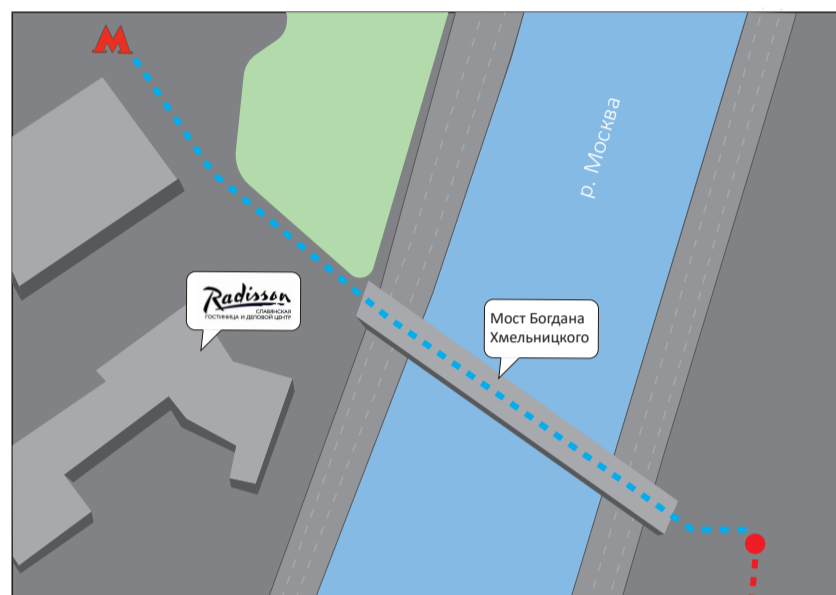 М
р. Москва
Radisson
СЛАВЯНСКАЯ
ГОСТИНИЦА И ДЕЛОВОЙ ЦЕНТР
Мост Богдана
Хмельницкого